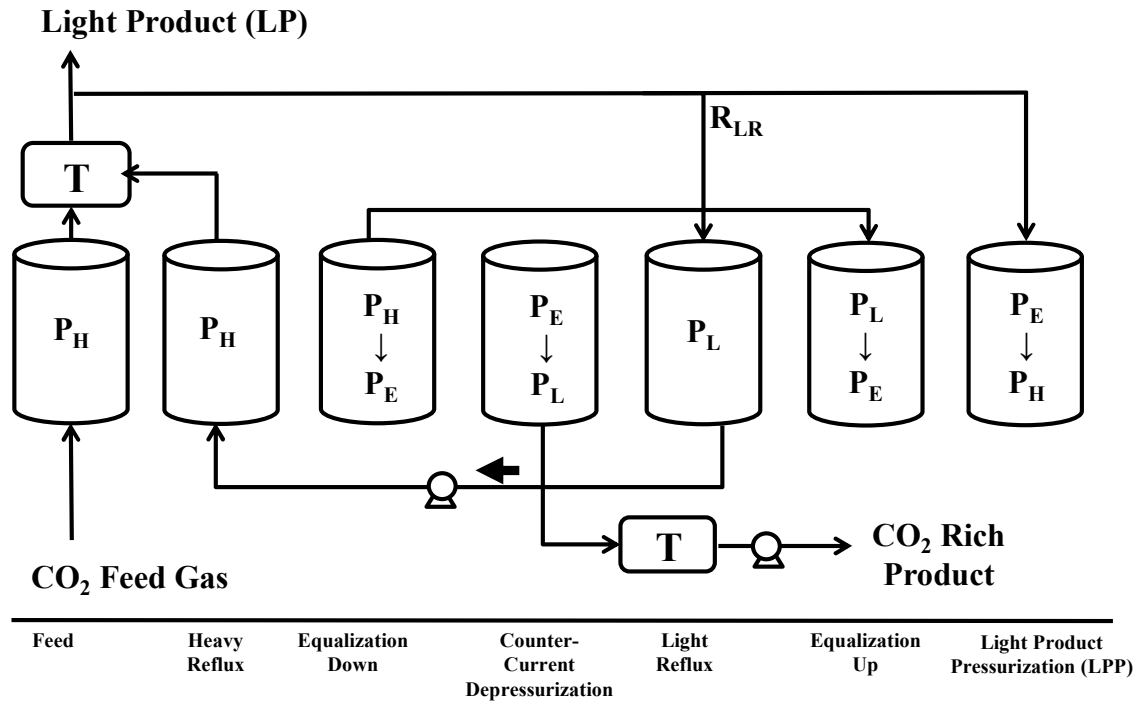 Light Product (LP)
R_LR
T
P_H
P_H
P_H
↓
P_E
P_E
↓
P_L
P_L
P_L
↓
P_E
P_E
↓
P_H
T
CO₂ Feed Gas
CO₂ Rich
Product
Feed
Heavy
Reflux
Equalization
Down
Counter-
Current
Depressurization
Light
Reflux
Equalization
Up
Light Product
Pressurization (LPP)